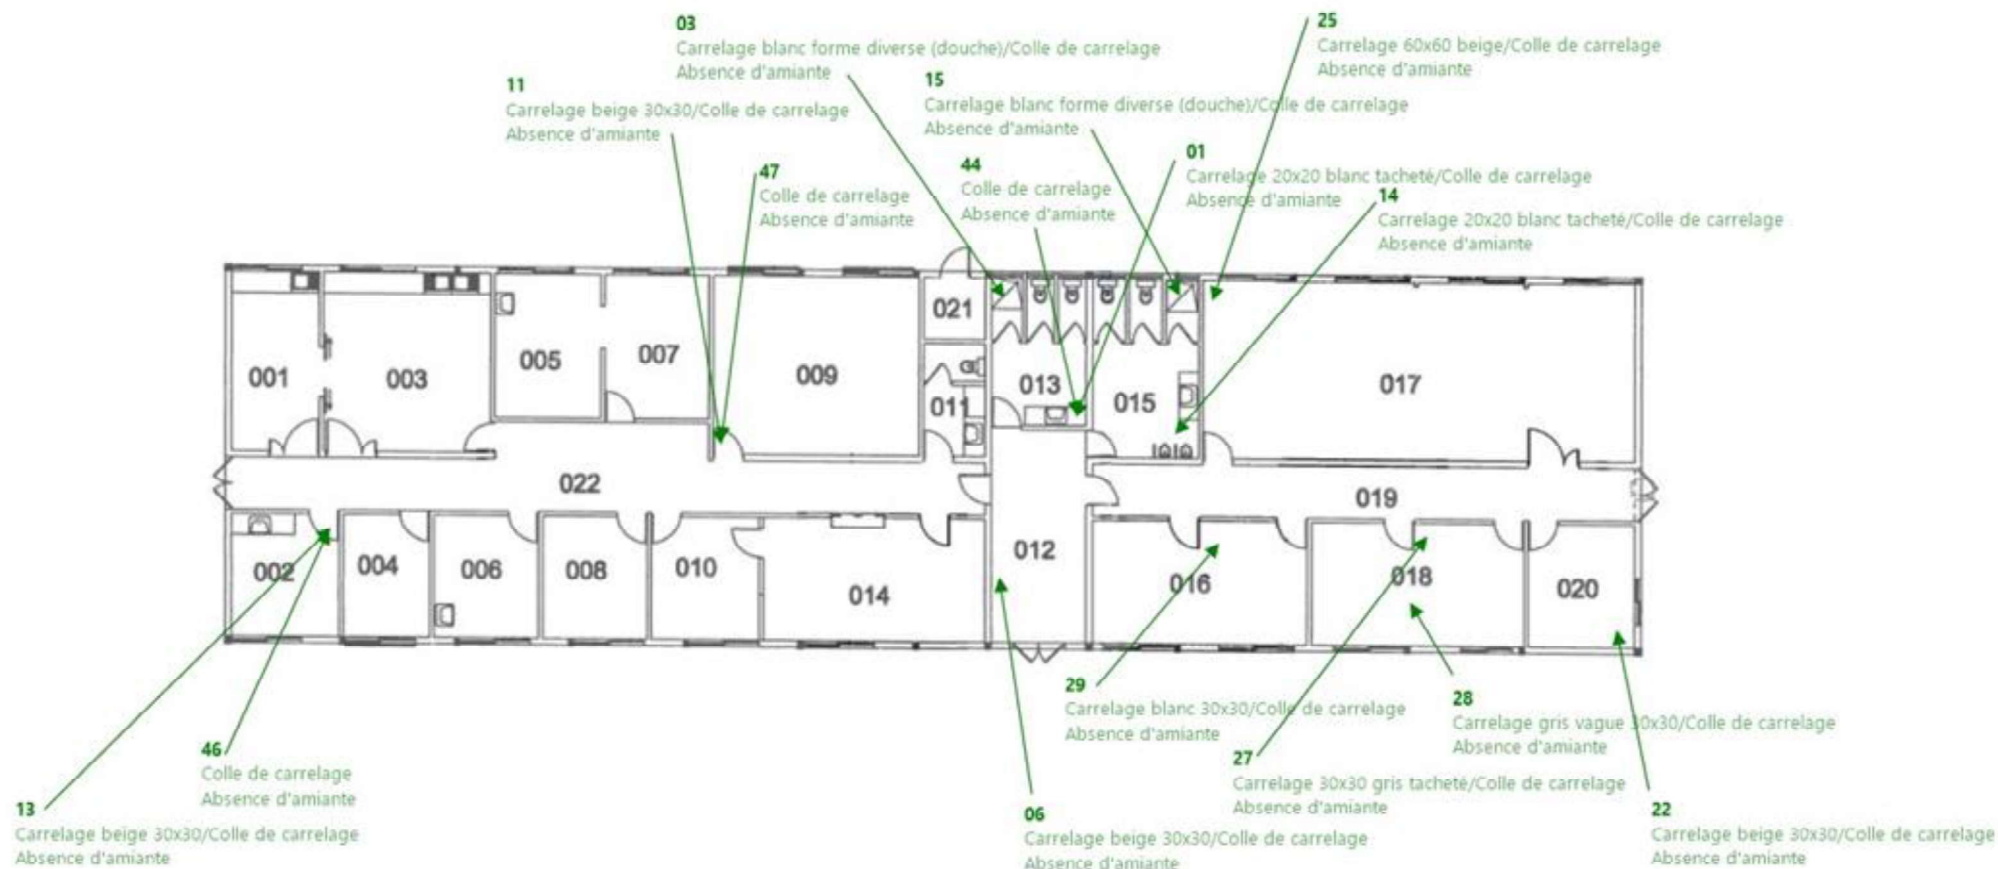 03
Carrelage blanc forme diverse (douche)/Colle de carrelage
Absence d'amiante
25
Carrelage 60x60 beige/Colle de carrelage
Absence d'amiante
11
Carrelage beige 30x30/Colle de carrelage
Absence d'amiante
15
Carrelage blanc forme diverse (douche)/Colle de carrelage
Absence d'amiante
47
Colle de carrelage
Absence d'amiante
44
Colle de carrelage
Absence d'amiante
01
Carrelage 20x20 blanc tacheté/Colle de carrelage
Absence d'amiante
14
Carrelage 20x20 blanc tacheté/Colle de carrelage
Absence d'amiante
001
003
005
007
009
021
011
013
015
017
022
019
002
004
006
008
010
014
012
016
018
020
29
Carrelage blanc 30x30/Colle de carrelage
Absence d'amiante
28
Carrelage gris vague 30x30/Colle de carrelage
Absence d'amiante
46
Colle de carrelage
Absence d'amiante
27
Carrelage 30x30 gris tacheté/Colle de carrelage
Absence d'amiante
13
Carrelage beige 30x30/Colle de carrelage
Absence d'amiante
06
Carrelage beige 30x30/Colle de carrelage
Absence d'amiante
22
Carrelage beige 30x30/Colle de carrelage
Absence d'amiante